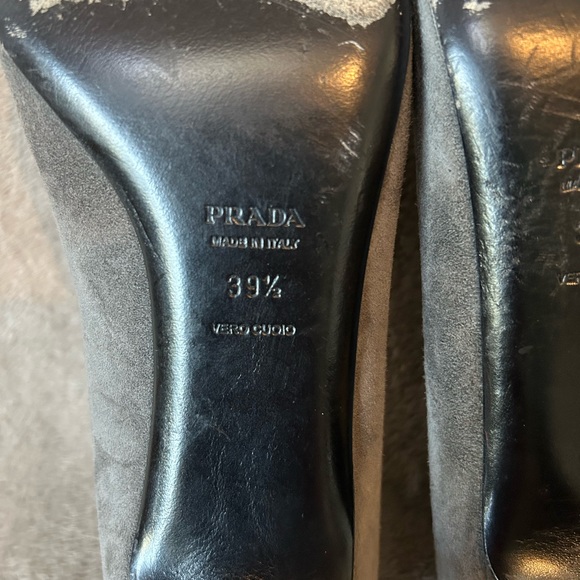 PRADA
MADE IN ITALY
39½
VERO CUOIO